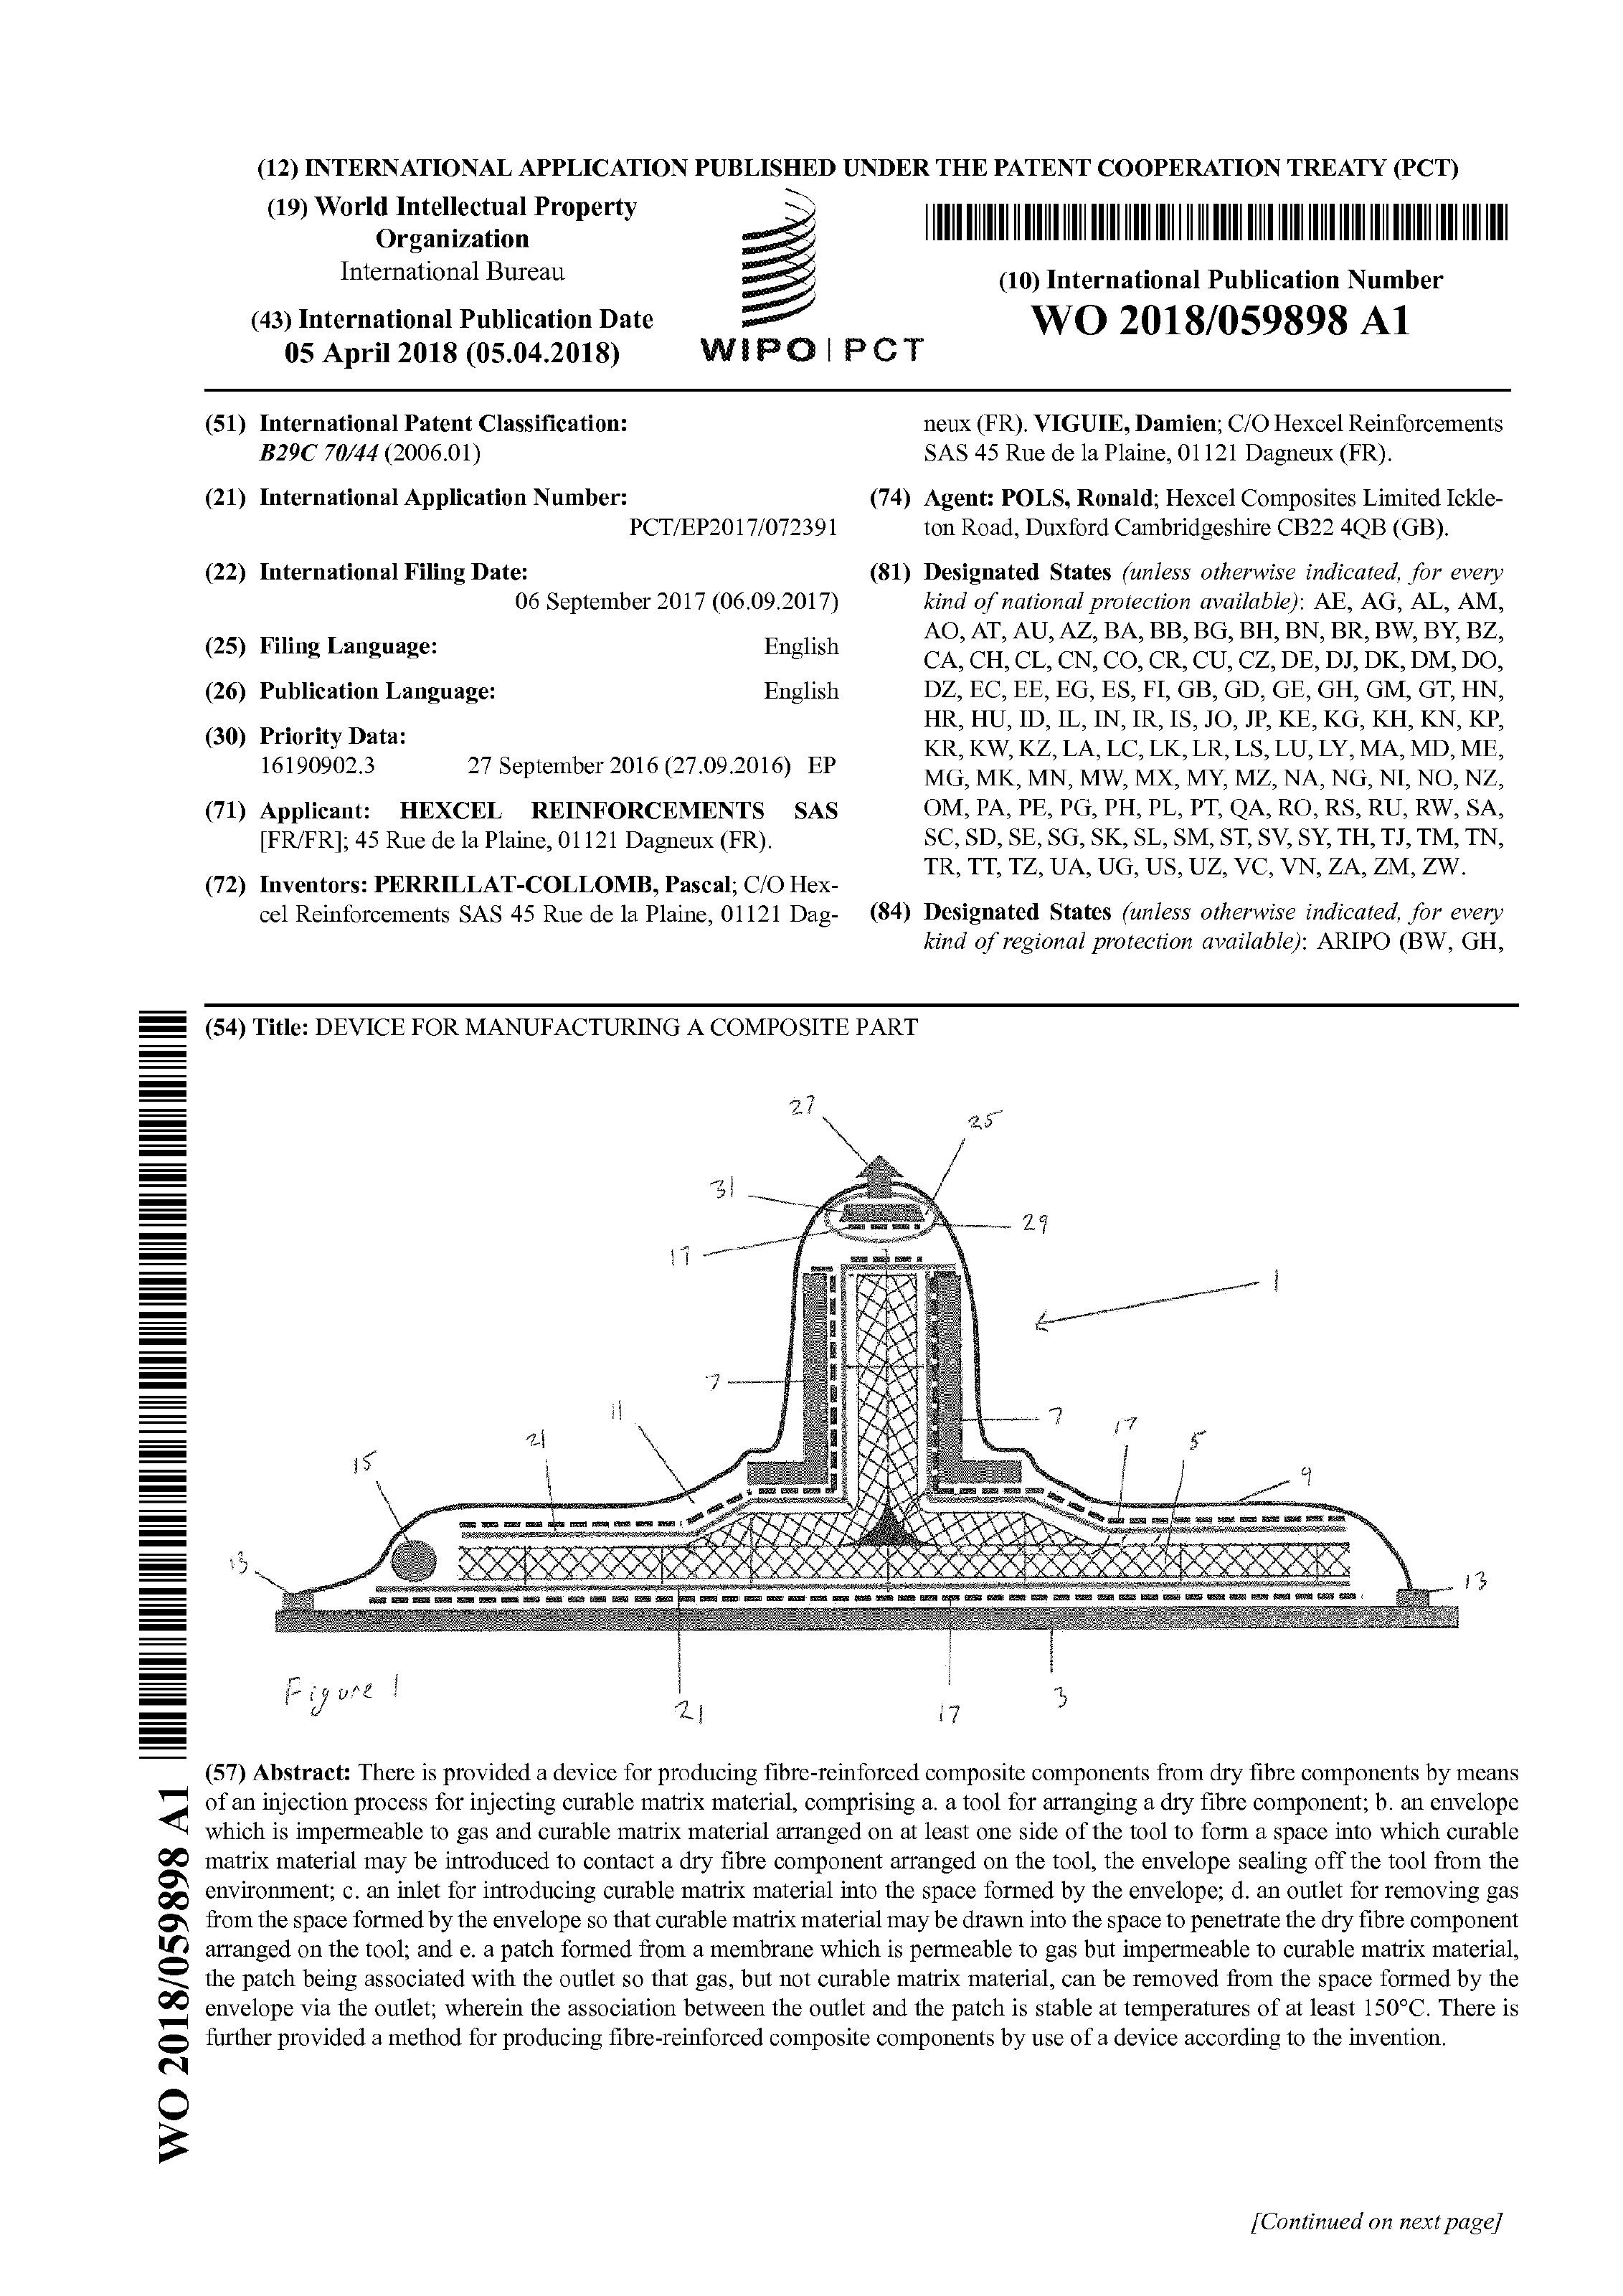 (12) INTERNATIONAL APPLICATION PUBLISHED UNDER THE PATENT COOPERATION TREATY (PCT)
(19) World Intellectual Property
Organization
International Bureau
(43) International Publication Date
05 April 2018 (05.04.2018)
WIPO | PCT
(10) International Publication Number
WO 2018/059898 A1
(51) International Patent Classification:
B29C 70/44 (2006.01)
(21) International Application Number:
PCT/EP2017/072391
(22) International Filing Date:
06 September 2017 (06.09.2017)
(25) Filing Language: English
(26) Publication Language: English
(30) Priority Data:
16190902.3 27 September 2016 (27.09.2016) EP
(71) Applicant: HEXCEL REINFORCEMENTS SAS
[FR/FR]; 45 Rue de la Plaine, 01121 Dagneux (FR).
(72) Inventors: PERRILLAT-COLLOMB, Pascal; C/O Hex-
cel Reinforcements SAS 45 Rue de la Plaine, 01121 Dag-
neux (FR). VIGUIE, Damien; C/O Hexcel Reinforcements
SAS 45 Rue de la Plaine, 01121 Dagneux (FR).
(74) Agent: POLS, Ronald; Hexcel Composites Limited Ickle-
ton Road, Duxford Cambridgeshire CB22 4QB (GB).
(81) Designated States (unless otherwise indicated, for every
kind of national protection available): AE, AG, AL, AM,
AO, AT, AU, AZ, BA, BB, BG, BH, BN, BR, BW, BY, BZ,
CA, CH, CL, CN, CO, CR, CU, CZ, DE, DJ, DK, DM, DO,
DZ, EC, EE, EG, ES, FI, GB, GD, GE, GH, GM, GT, HN,
HR, HU, ID, IL, IN, IR, IS, JO, JP, KE, KG, KH, KN, KP,
KR, KW, KZ, LA, LC, LK, LR, LS, LU, LY, MA, MD, ME,
MG, MK, MN, MW, MX, MY, MZ, NA, NG, NI, NO, NZ,
OM, PA, PE, PG, PH, PL, PT, QA, RO, RS, RU, RW, SA,
SC, SD, SE, SG, SK, SL, SM, ST, SV, SY, TH, TJ, TM, TN,
TR, TT, TZ, UA, UG, US, UZ, VC, VN, ZA, ZM, ZW.
(84) Designated States (unless otherwise indicated, for every
kind of regional protection available): ARIPO (BW, GH,
(54) Title: DEVICE FOR MANUFACTURING A COMPOSITE PART
27
25
31
29
17
1
7
7
11
17
21
5
15
9
13
13
Figure 1
21
17
3
(57) Abstract: There is provided a device for producing fibre-reinforced composite components from dry fibre components by means
of an injection process for injecting curable matrix material, comprising a. a tool for arranging a dry fibre component; b. an envelope
which is impermeable to gas and curable matrix material arranged on at least one side of the tool to form a space into which curable
matrix material may be introduced to contact a dry fibre component arranged on the tool, the envelope sealing off the tool from the
environment; c. an inlet for introducing curable matrix material into the space formed by the envelope; d. an outlet for removing gas
from the space formed by the envelope so that curable matrix material may be drawn into the space to penetrate the dry fibre component
arranged on the tool; and e. a patch formed from a membrane which is permeable to gas but impermeable to curable matrix material,
the patch being associated with the outlet so that gas, but not curable matrix material, can be removed from the space formed by the
envelope via the outlet; wherein the association between the outlet and the patch is stable at temperatures of at least 150°C. There is
further provided a method for producing fibre-reinforced composite components by use of a device according to the invention.
WO 2018/059898 A1
[Continued on next page]